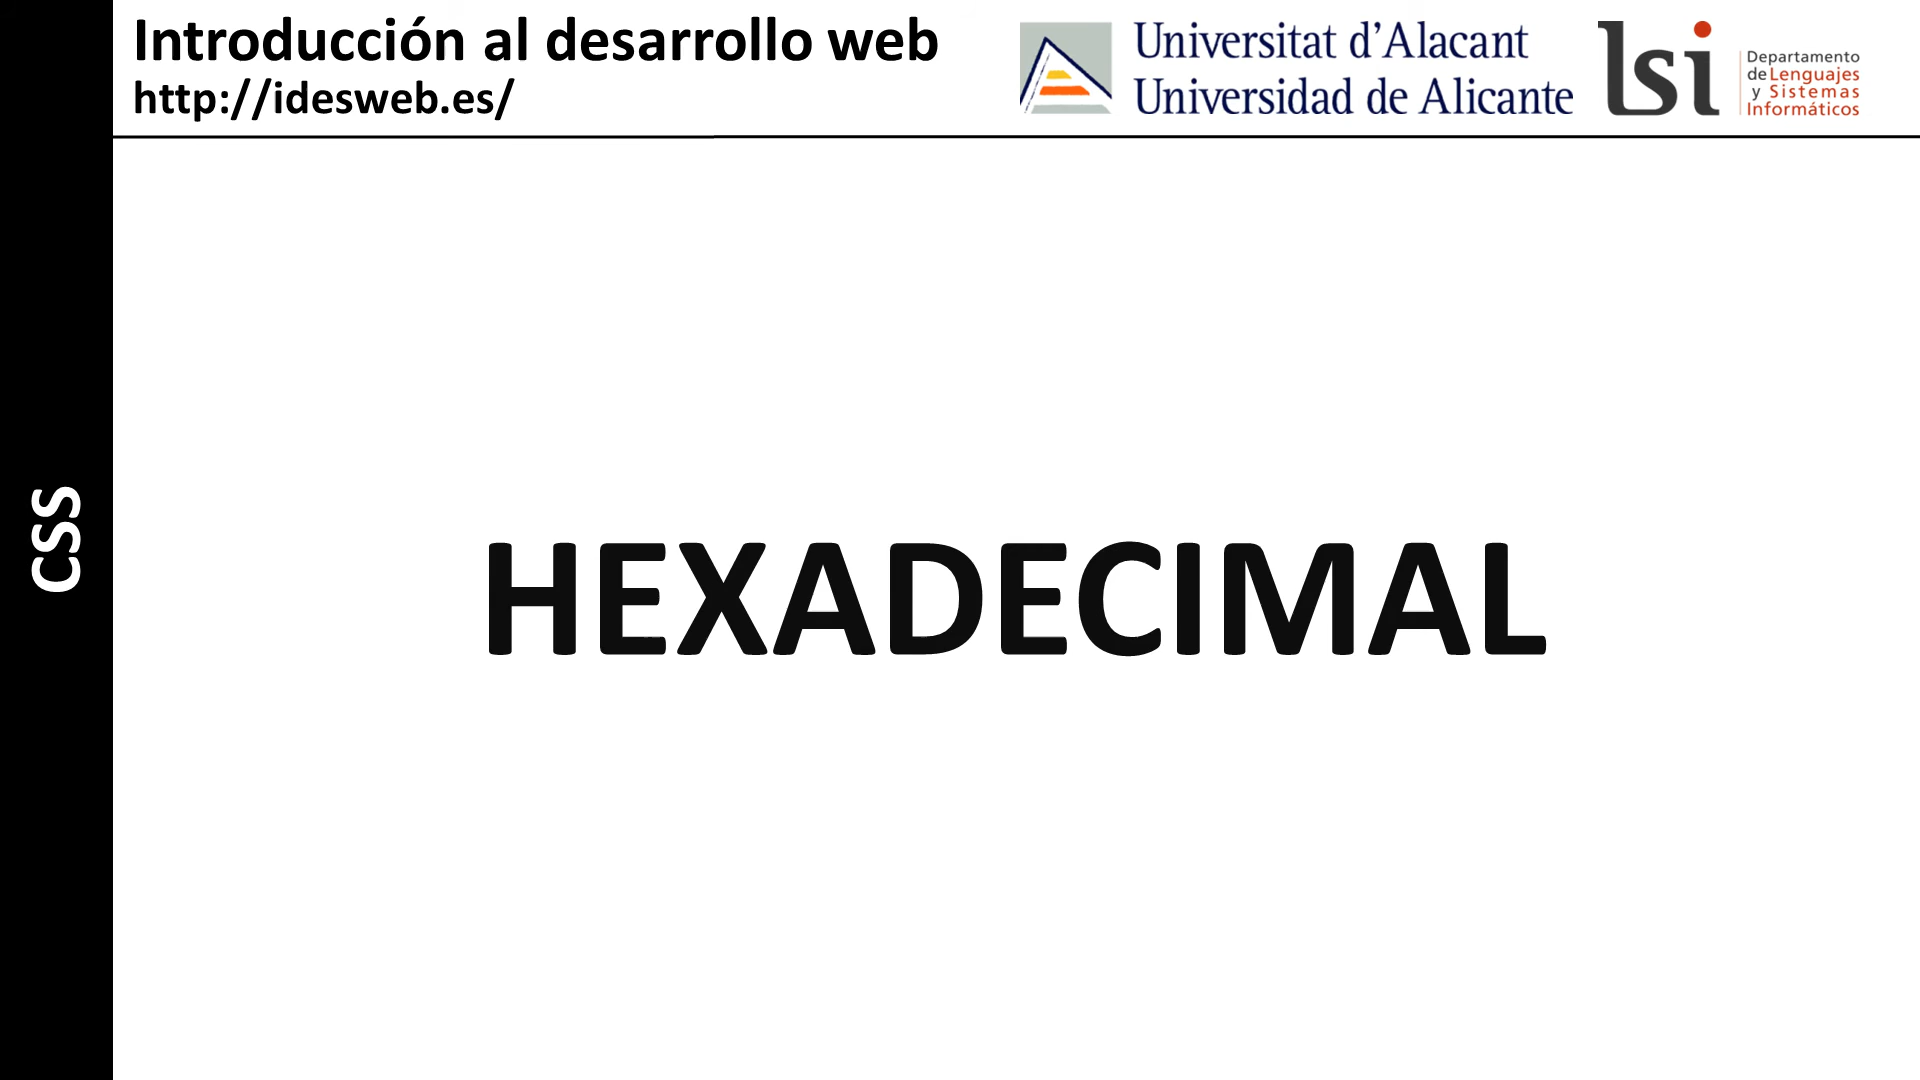 Introducción al desarrollo web
http://idesweb.es/
Universitat d’Alacant
Universidad de Alicante
lsi
Departamento
de Lenguajes
y Sistemas
Informáticos
CSS
HEXADECIMAL